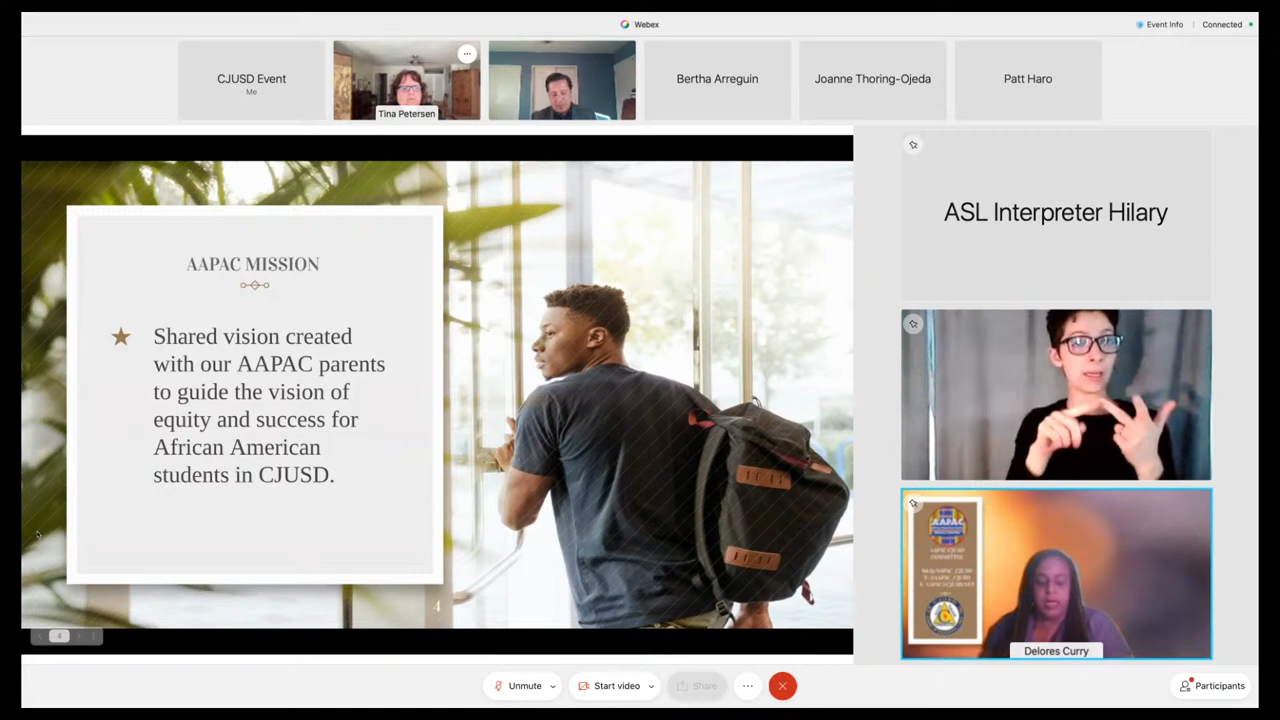 Webex
Event Info
Connected
CJUSD Event
Me
Tina Petersen
Bertha Arreguin
Joanne Thoring-Ojeda
Patt Haro
AAPAC MISSION
Shared vision created
with our AAPAC parents
to guide the vision of
equity and success for
African American
students in CJUSD.
4
4
ASL Interpreter Hilary
AAPAC
Delores Curry
Unmute
Start video
Share
Participants